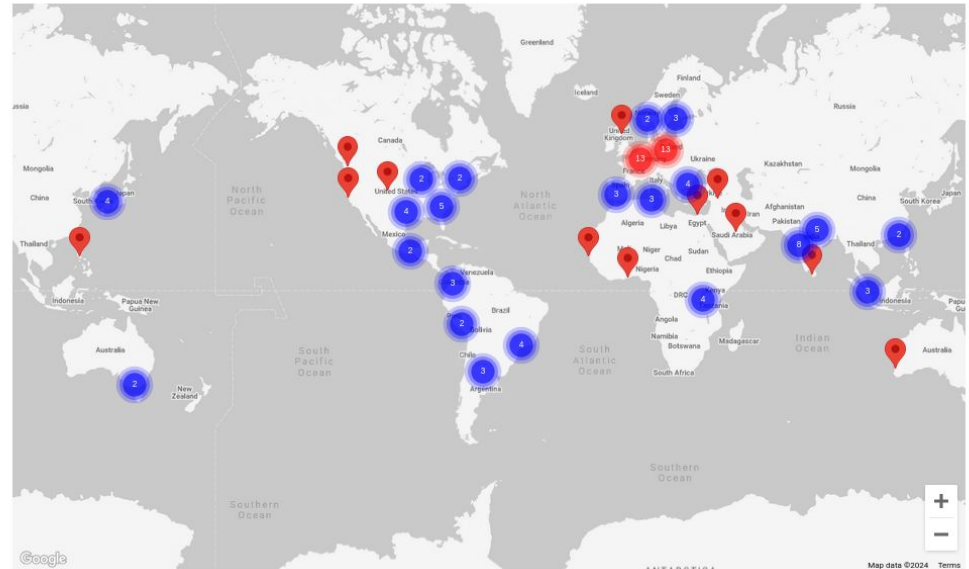 Greenland
Iceland
Finland
Sweden
Russia
ussia
United
Kingdom
Canada
Ukraine
Kazakhstan
Mongolia
Mongolia
North
Pacific
Ocean
North
Atlantic
Ocean
United States
China
China
South Korea
Japan
Italy
Afghanistan
Pakistan
Iran
Algeria
Libya
Egypt
Saudi Arabia
Mexico
Thailand
Thailand
Niger
Chad
Sudan
Nigeria
Ethiopia
Venezuela
DRC
Kenya
Indonesia
Indonesia
Papua New
Guinea
Brazil
Bolivia
Angola
Namibia
Botswana
Madagascar
South
Pacific
Ocean
South
Atlantic
Ocean
Indian
Ocean
Australia
Australia
Chile
Argentina
South Africa
New
Zealand
Southern
Ocean
Southern
Ocean
2
3
13
13
4
3
3
2
2
4
5
2
3
2
4
3
4
5
8
2
3
4
2
+
−
Google
Map data ©2024 Terms